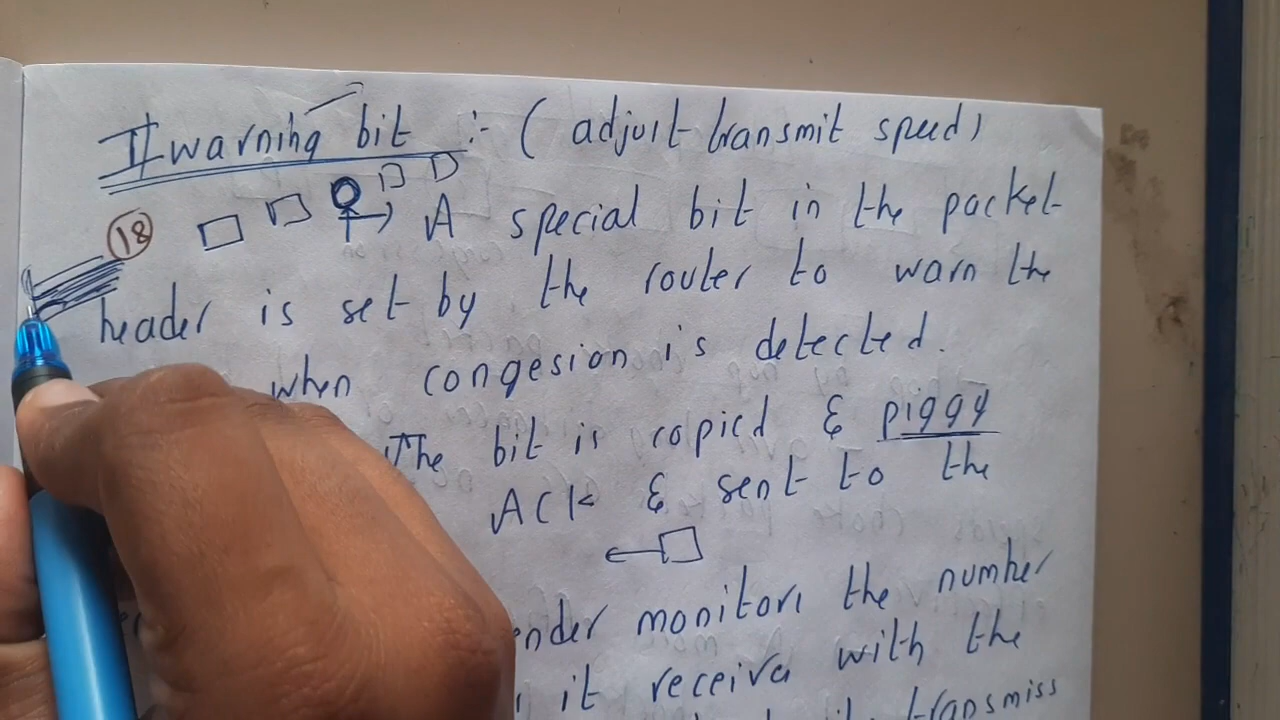 II warning bit :- ( adjust transmit speed)
18
A special bit in the packet
header is set by the router to warn the
when congesion is detected.
The bit is copied & piggy
ACK & sent to the
ender monitors the number
it receives with the
transmiss